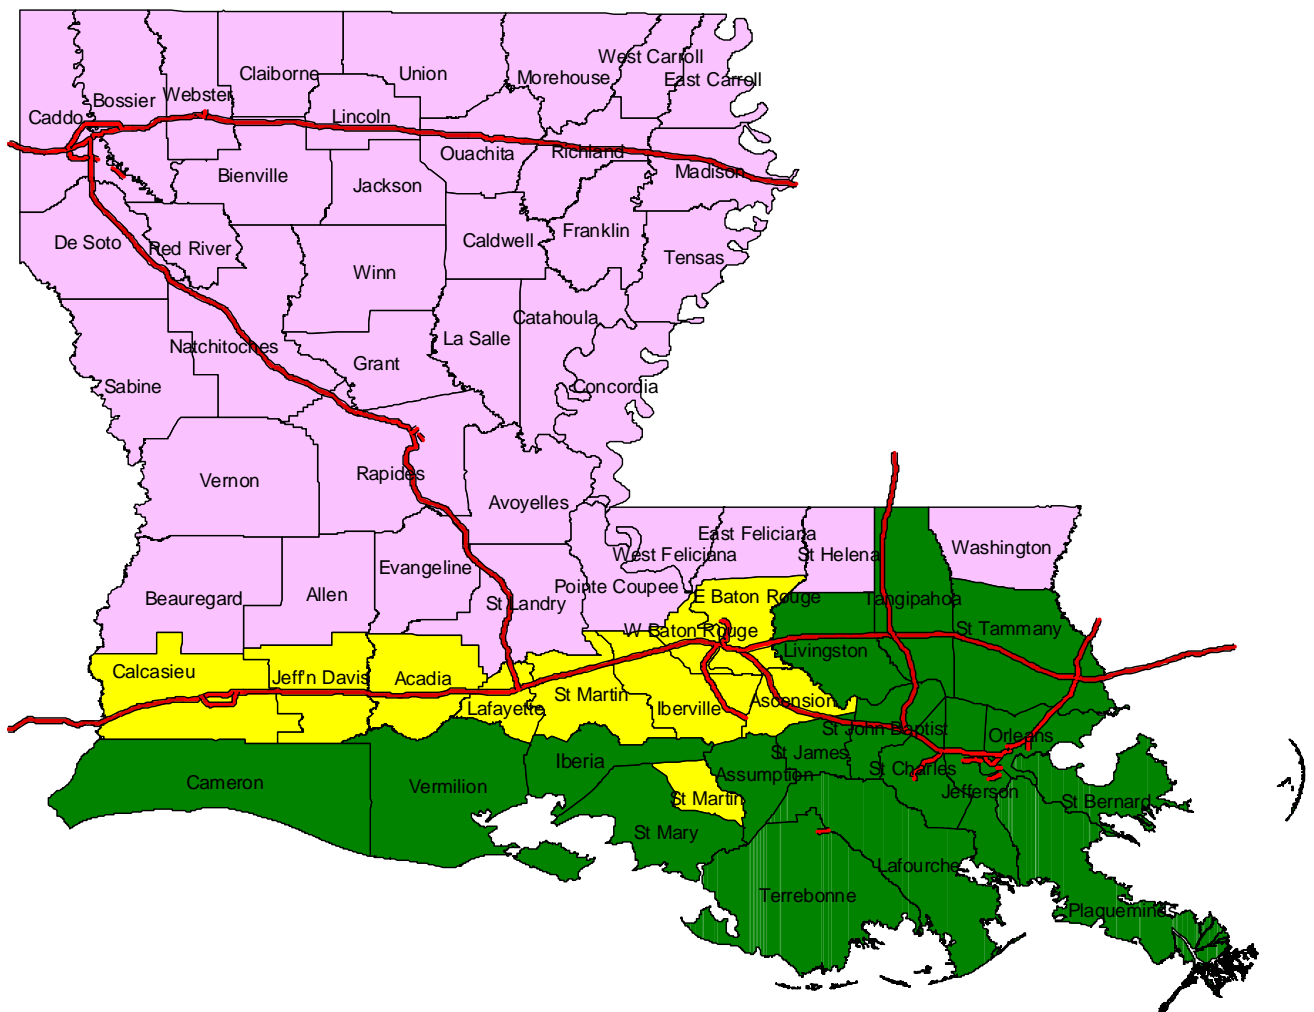 Claiborne
Union
Morehouse
West Carroll
East Carroll
Caddo
Bossier
Webster
Lincoln
Ouachita
Richland
Madison
Bienville
Jackson
De Soto
Red River
Caldwell
Franklin
Tensas
Winn
Catahoula
La Salle
Natchitoches
Grant
Sabine
Concordia
Vernon
Rapides
Avoyelles
East Feliciana
West Feliciana
St Helena
Washington
Beauregard
Allen
Evangeline
St Landry
Pointe Coupee
E Baton Rouge
Tangipahoa
W Baton Rouge
St Tammany
Livingston
Calcasieu
Jeff'n Davis
Acadia
Lafayette
St Martin
Iberville
Ascension
St John Baptist
Orleans
Iberia
St James
Assumption
St Charles
Cameron
Vermilion
St Martin
Jefferson
St Bernard
St Mary
Lafourche
Terrebonne
Plaquemines